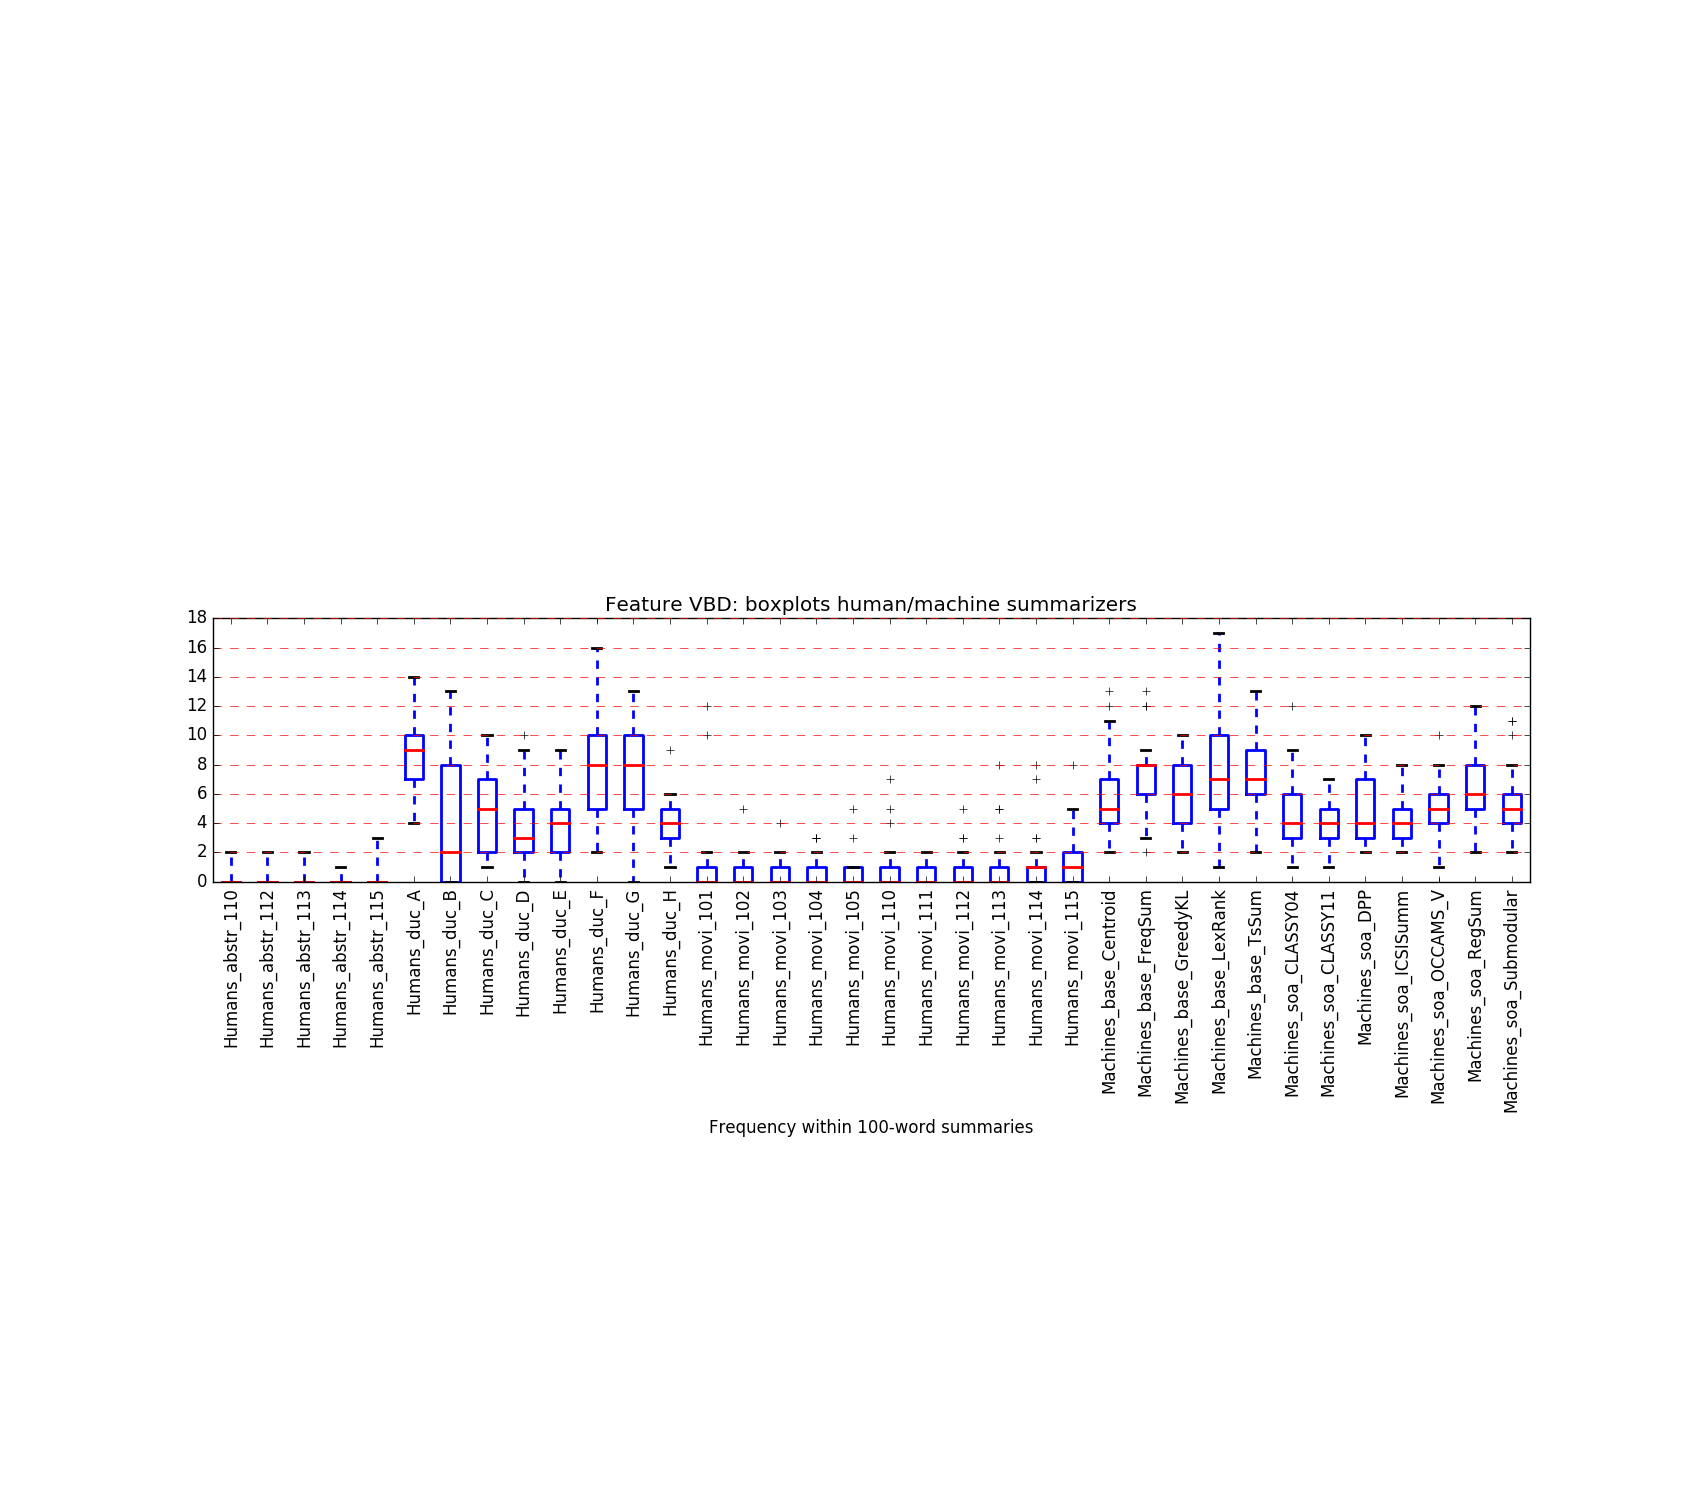 Feature VBD: boxplots human/machine summarizers
18
16
14
12
10
8
6
4
2
0
Humans_abstr_110
Humans_abstr_112
Humans_abstr_113
Humans_abstr_114
Humans_abstr_115
Humans_duc_A
Humans_duc_B
Humans_duc_C
Humans_duc_D
Humans_duc_E
Humans_duc_F
Humans_duc_G
Humans_duc_H
Humans_movi_101
Humans_movi_102
Humans_movi_103
Humans_movi_104
Humans_movi_105
Humans_movi_110
Humans_movi_111
Humans_movi_112
Humans_movi_113
Humans_movi_114
Humans_movi_115
Machines_base_Centroid
Machines_base_FreqSum
Machines_base_GreedyKL
Machines_base_LexRank
Machines_base_TsSum
Machines_soa_CLASSY04
Machines_soa_CLASSY11
Machines_soa_DPP
Machines_soa_ICSISumm
Machines_soa_OCCAMS_V
Machines_soa_RegSum
Machines_soa_Submodular
Frequency within 100-word summaries